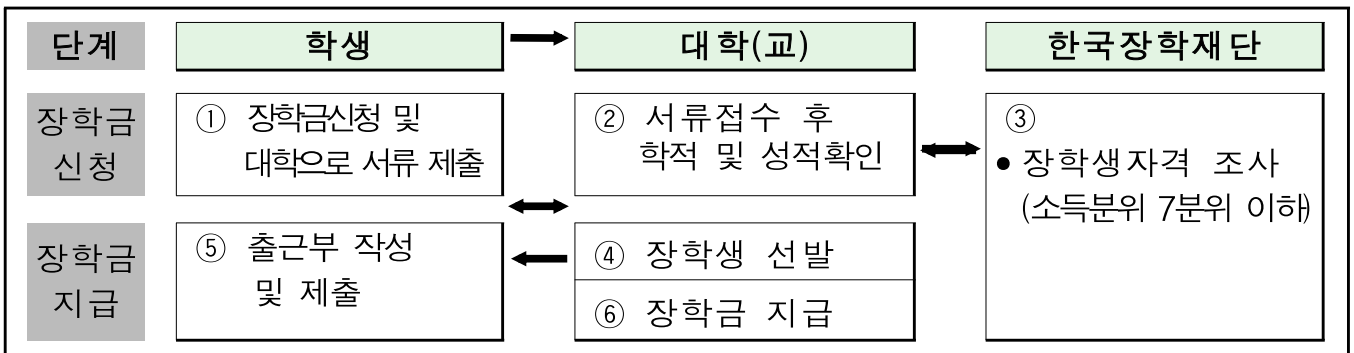 단계 학생 대학(교) 한국장학재단
장학금
신청
① 장학금신청 및
대학으로 서류 제출
② 서류접수 후
학적 및 성적확인
③
• 장학생자격 조사
(소득분위 7분위 이하)
장학금
지급
⑤ 출근부 작성
및 제출
④ 장학생 선발
⑥ 장학금 지급